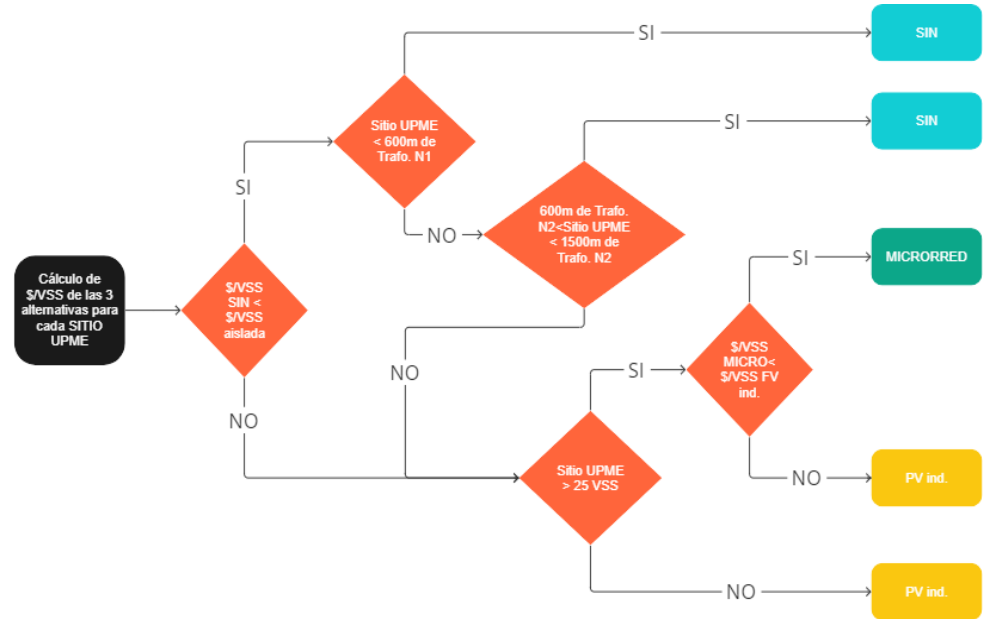 SI
SIN
Sitio UPME
< 600m de
Trafo. N1
SI
SIN
SI
600m de Trafo.
N2<Sitio UPME
< 1500m de
Trafo. N2
NO
SI
MICRORRED
Cálculo de
$/VSS de las 3
alternativas para
cada SITIO
UPME
$/VSS
SIN <
$/VSS
aislada
$/VSS
MICRO<
$/VSS FV
ind.
SI
NO
NO
Sitio UPME
> 25 VSS
NO
PV ind.
NO
PV ind.